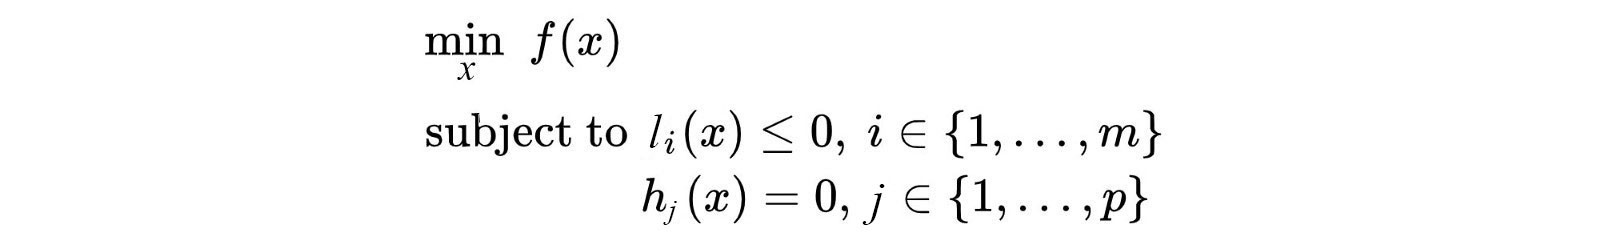 min f(x)
x
subject to l_i(x) ≤ 0, i ∈ {1, . . . , m}
h_j(x) = 0, j ∈ {1, . . . , p}